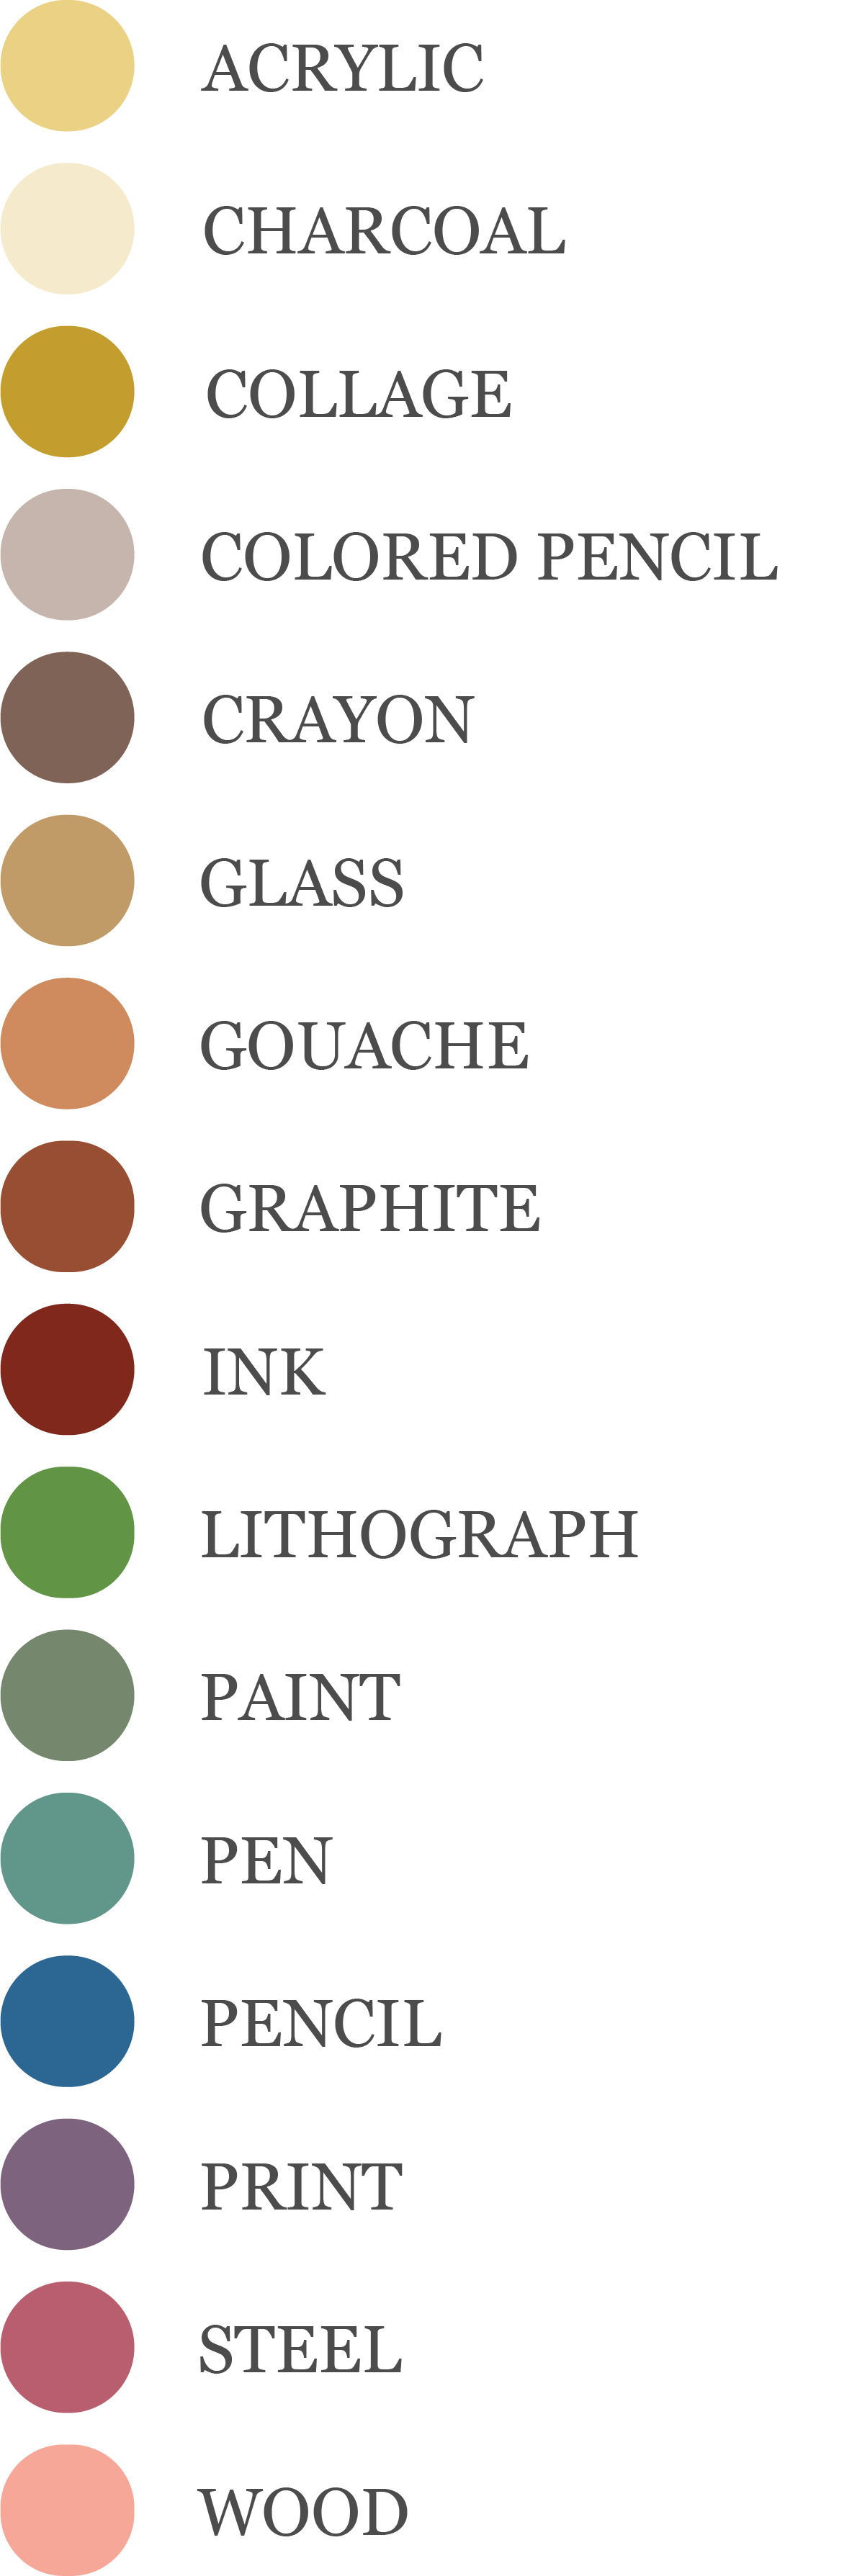 ACRYLIC
CHARCOAL
COLLAGE
COLORED PENCIL
CRAYON
GLASS
GOUACHE
GRAPHITE
INK
LITHOGRAPH
PAINT
PEN
PENCIL
PRINT
STEEL
WOOD